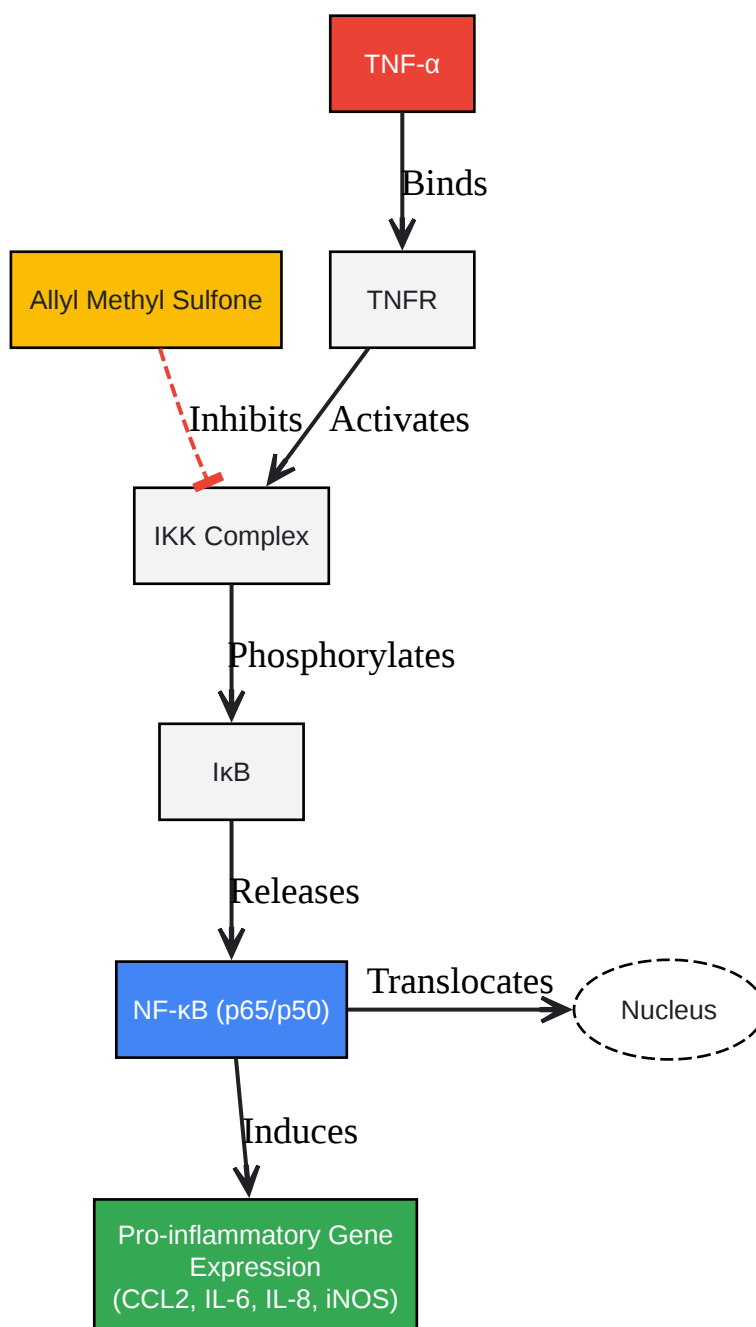 TNF-α
Binds
Allyl Methyl Sulfone
TNFR
Inhibits
Activates
IKK Complex
Phosphorylates
IκB
Releases
NF-κB (p65/p50)
Translocates
Nucleus
Induces
Pro-inflammatory Gene
Expression
(CCL2, IL-6, IL-8, iNOS)